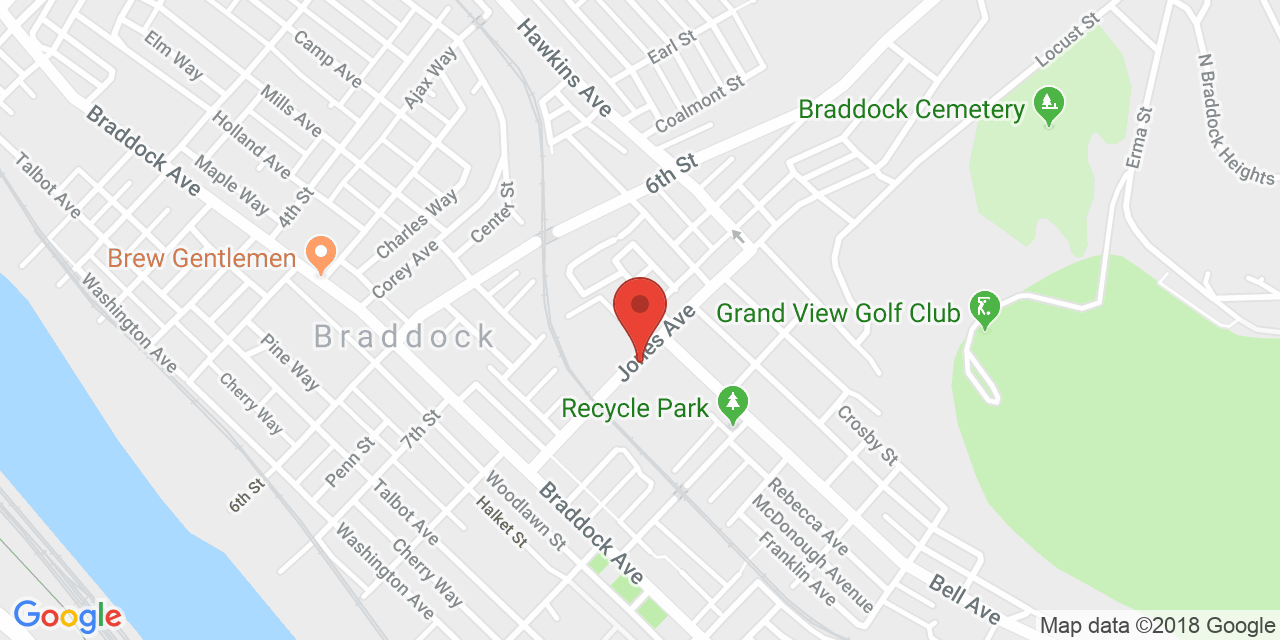 Hawkins Ave
Earl St
Locust St
Elm Way
Camp Ave
Ajax Way
N Braddock Heights
Mills Ave
Coalmont St
Braddock Cemetery
Braddock Ave
Holland Ave
Erma St
Talbot Ave
Maple Way
4th St
6th St
Charles Way
Center St
Brew Gentlemen
Corey Ave
Washington Ave
Grand View Golf Club
Braddock
Jones Ave
Pine Way
Cherry Way
Recycle Park
7th St
Crosby St
Penn St
6th St
Talbot Ave
Woodlawn St
Halket St
Braddock Ave
Rebecca Ave
McDonough Avenue
Franklin Ave
Washington Ave
Cherry Way
Bell Ave
Google
Map data ©2018 Google